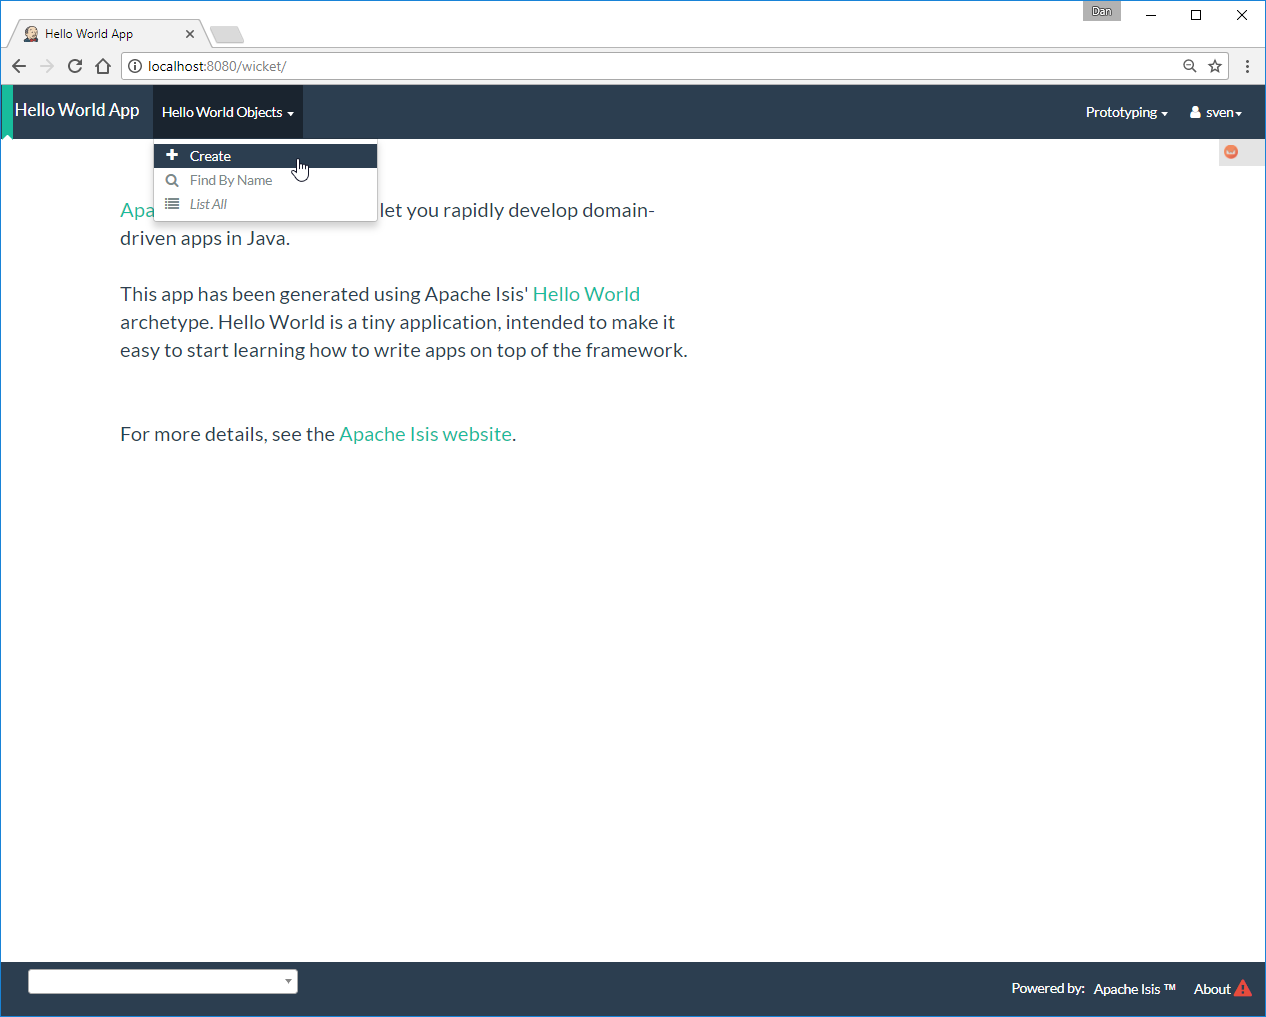 Dan
Hello World App
localhost:8080/wicket/
Hello World App
Hello World Objects
Prototyping
sven
Create
Find By Name
List All
Apa let you rapidly develop domain-
driven apps in Java.
This app has been generated using Apache Isis' Hello World
archetype. Hello World is a tiny application, intended to make it
easy to start learning how to write apps on top of the framework.
For more details, see the Apache Isis website.
Powered by: Apache Isis ™ About